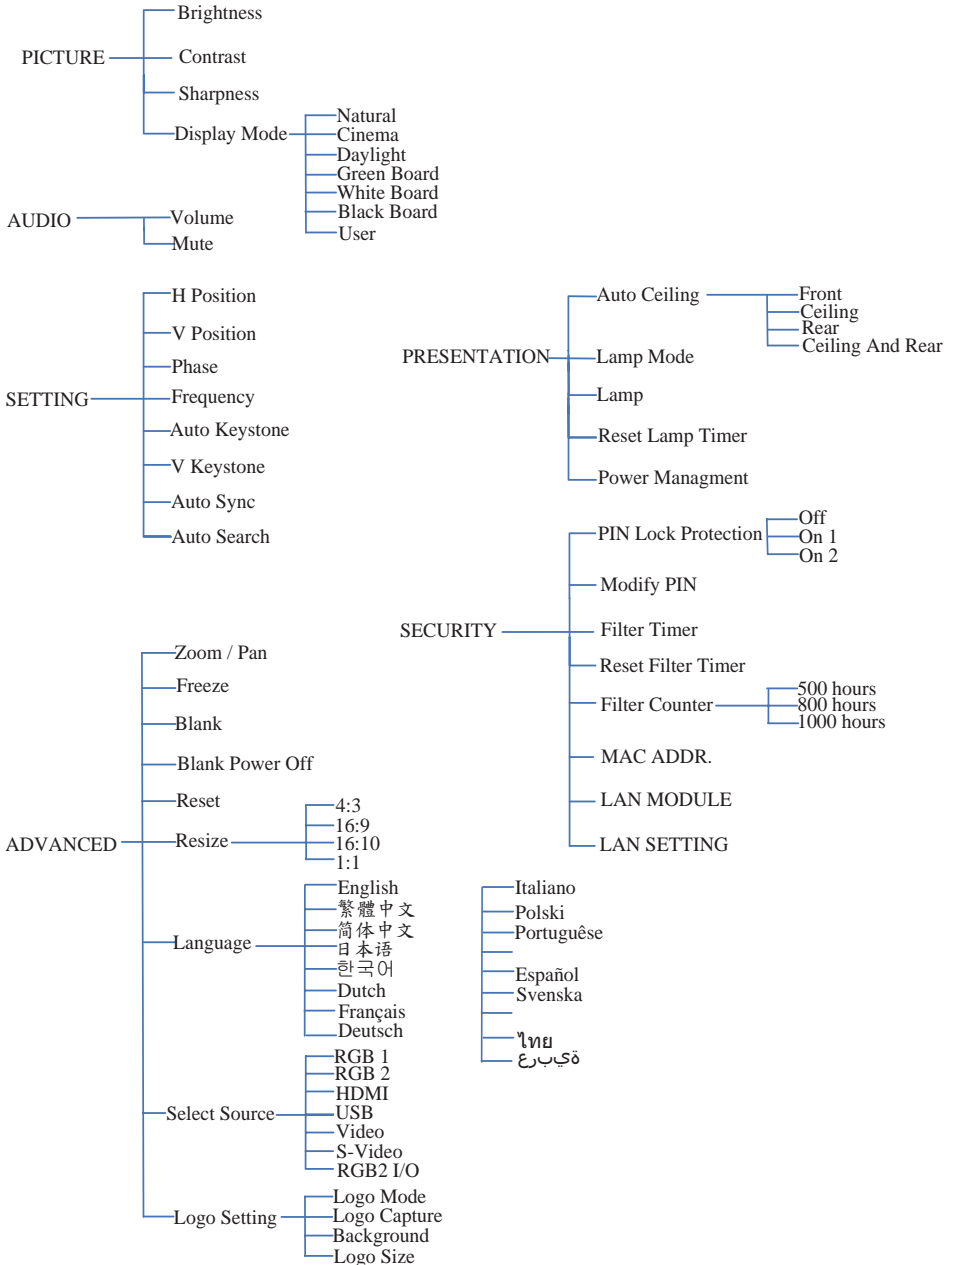 PICTURE
Brightness
Contrast
Sharpness
Display Mode
Natural
Cinema
Daylight
Green Board
White Board
Black Board
User
AUDIO
Volume
Mute
SETTING
H Position
V Position
Phase
Frequency
Auto Keystone
V Keystone
Auto Sync
Auto Search
PRESENTATION
Auto Ceiling
Front
Ceiling
Rear
Ceiling And Rear
Lamp Mode
Lamp
Reset Lamp Timer
Power Managment
SECURITY
PIN Lock Protection
Off
On 1
On 2
Modify PIN
Filter Timer
Reset Filter Timer
Filter Counter
500 hours
800 hours
1000 hours
MAC ADDR.
LAN MODULE
LAN SETTING
ADVANCED
Zoom / Pan
Freeze
Blank
Blank Power Off
Reset
Resize
4:3
16:9
16:10
1:1
Language
English
繁體中文
简体中文
日本语
한국어
Dutch
Français
Deutsch
Italiano
Polski
Portuguêse
Español
Svenska
ไทย
ةيبرع
Select Source
RGB 1
RGB 2
HDMI
USB
Video
S-Video
RGB2 I/O
Logo Setting
Logo Mode
Logo Capture
Background
Logo Size